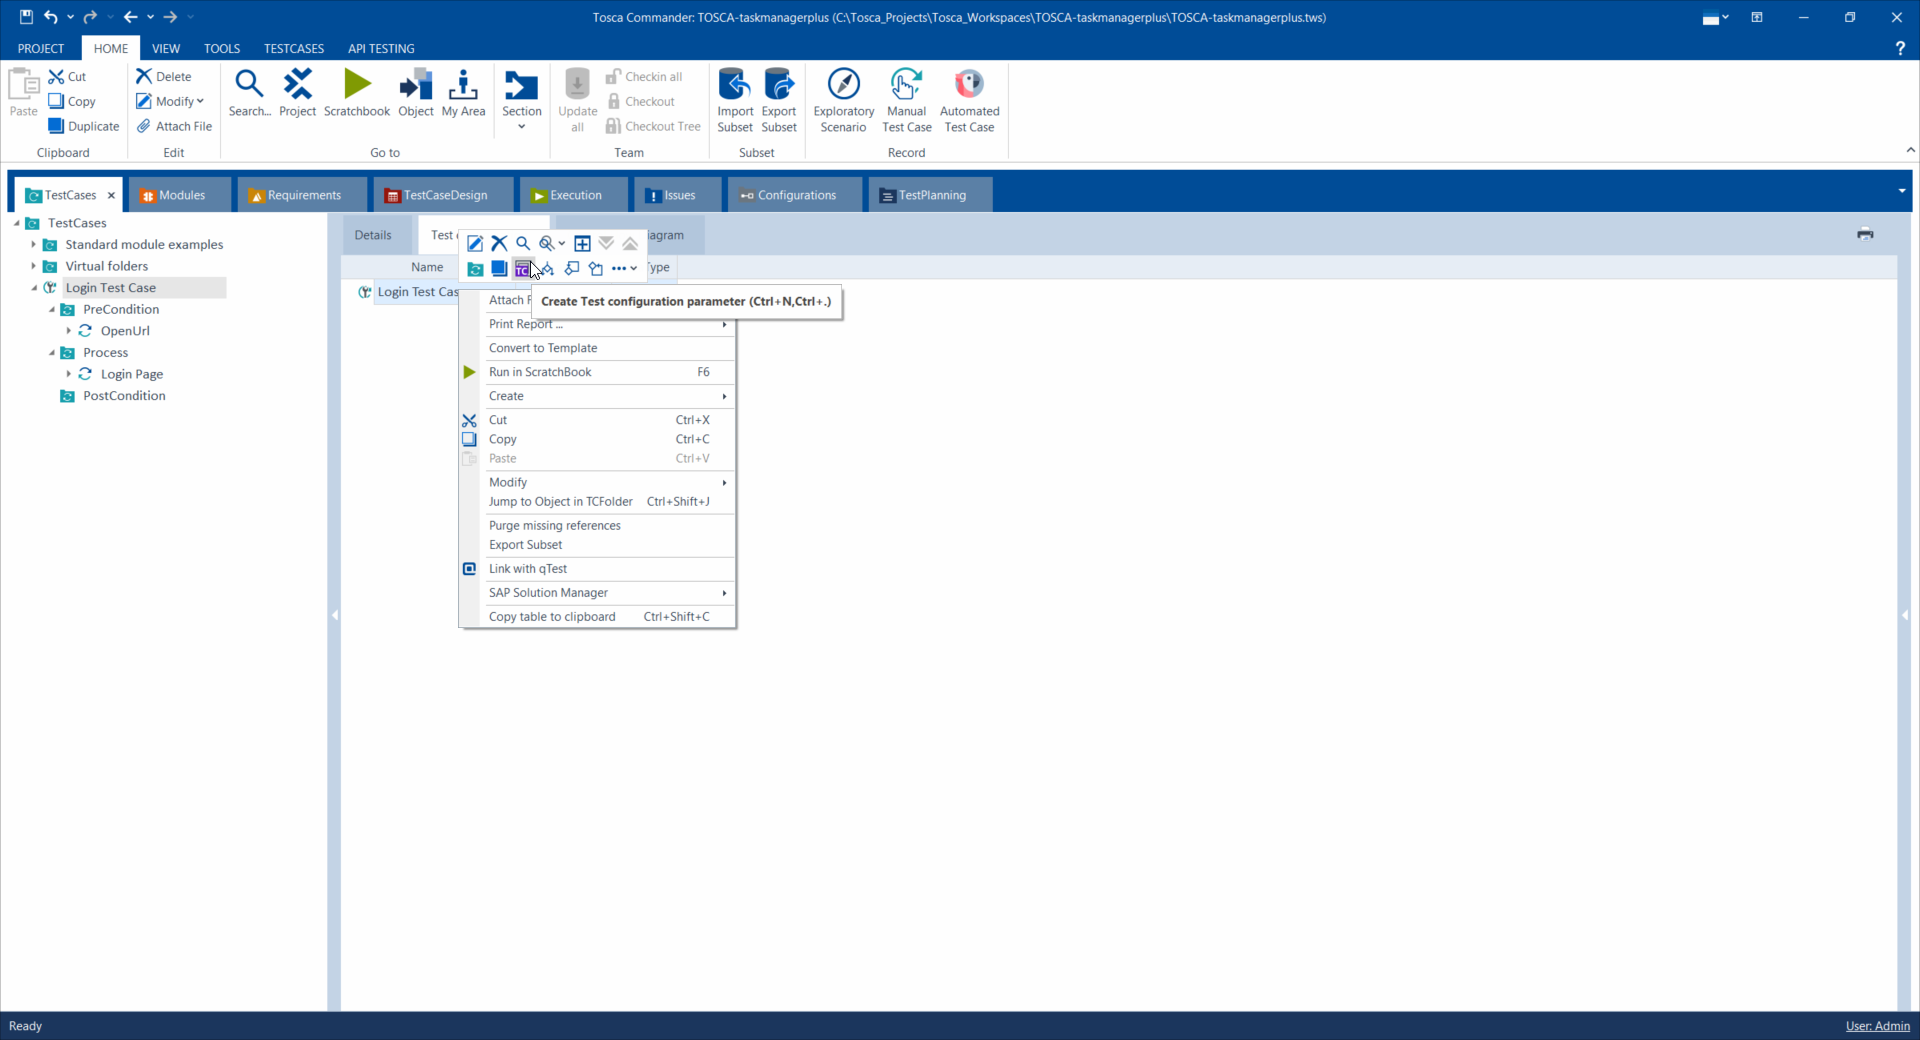 Tosca Commander: TOSCA-taskmanagerplus (C:\Tosca_Projects\Tosca_Workspaces\TOSCA-taskmanagerplus\TOSCA-taskmanagerplus.tws)
PROJECT HOME VIEW TOOLS TESTCASES API TESTING ?
Paste
Cut
Copy
Duplicate
Clipboard
Delete
Modify
Attach File
Edit
Search... Project Scratchbook Object My Area Section
Go to
Update all
Checkin all
Checkout
Checkout Tree
Team
Import Subset
Export Subset
Subset
Exploratory Scenario
Manual Test Case
Automated Test Case
Record
TestCases Modules Requirements TestCaseDesign Execution Issues Configurations TestPlanning
TestCases
Standard module examples
Virtual folders
Login Test Case
PreCondition
OpenUrl
Process
Login Page
PostCondition
Details Test agram
TC
Name Type
Login Test Cas
Attach F
Create Test configuration parameter (Ctrl+N,Ctrl+.)
Print Report ...
Convert to Template
Run in ScratchBook F6
Create
Cut Ctrl+X
Copy Ctrl+C
Paste Ctrl+V
Modify
Jump to Object in TCFolder Ctrl+Shift+J
Purge missing references
Export Subset
Link with qTest
SAP Solution Manager
Copy table to clipboard Ctrl+Shift+C
Ready User: Admin